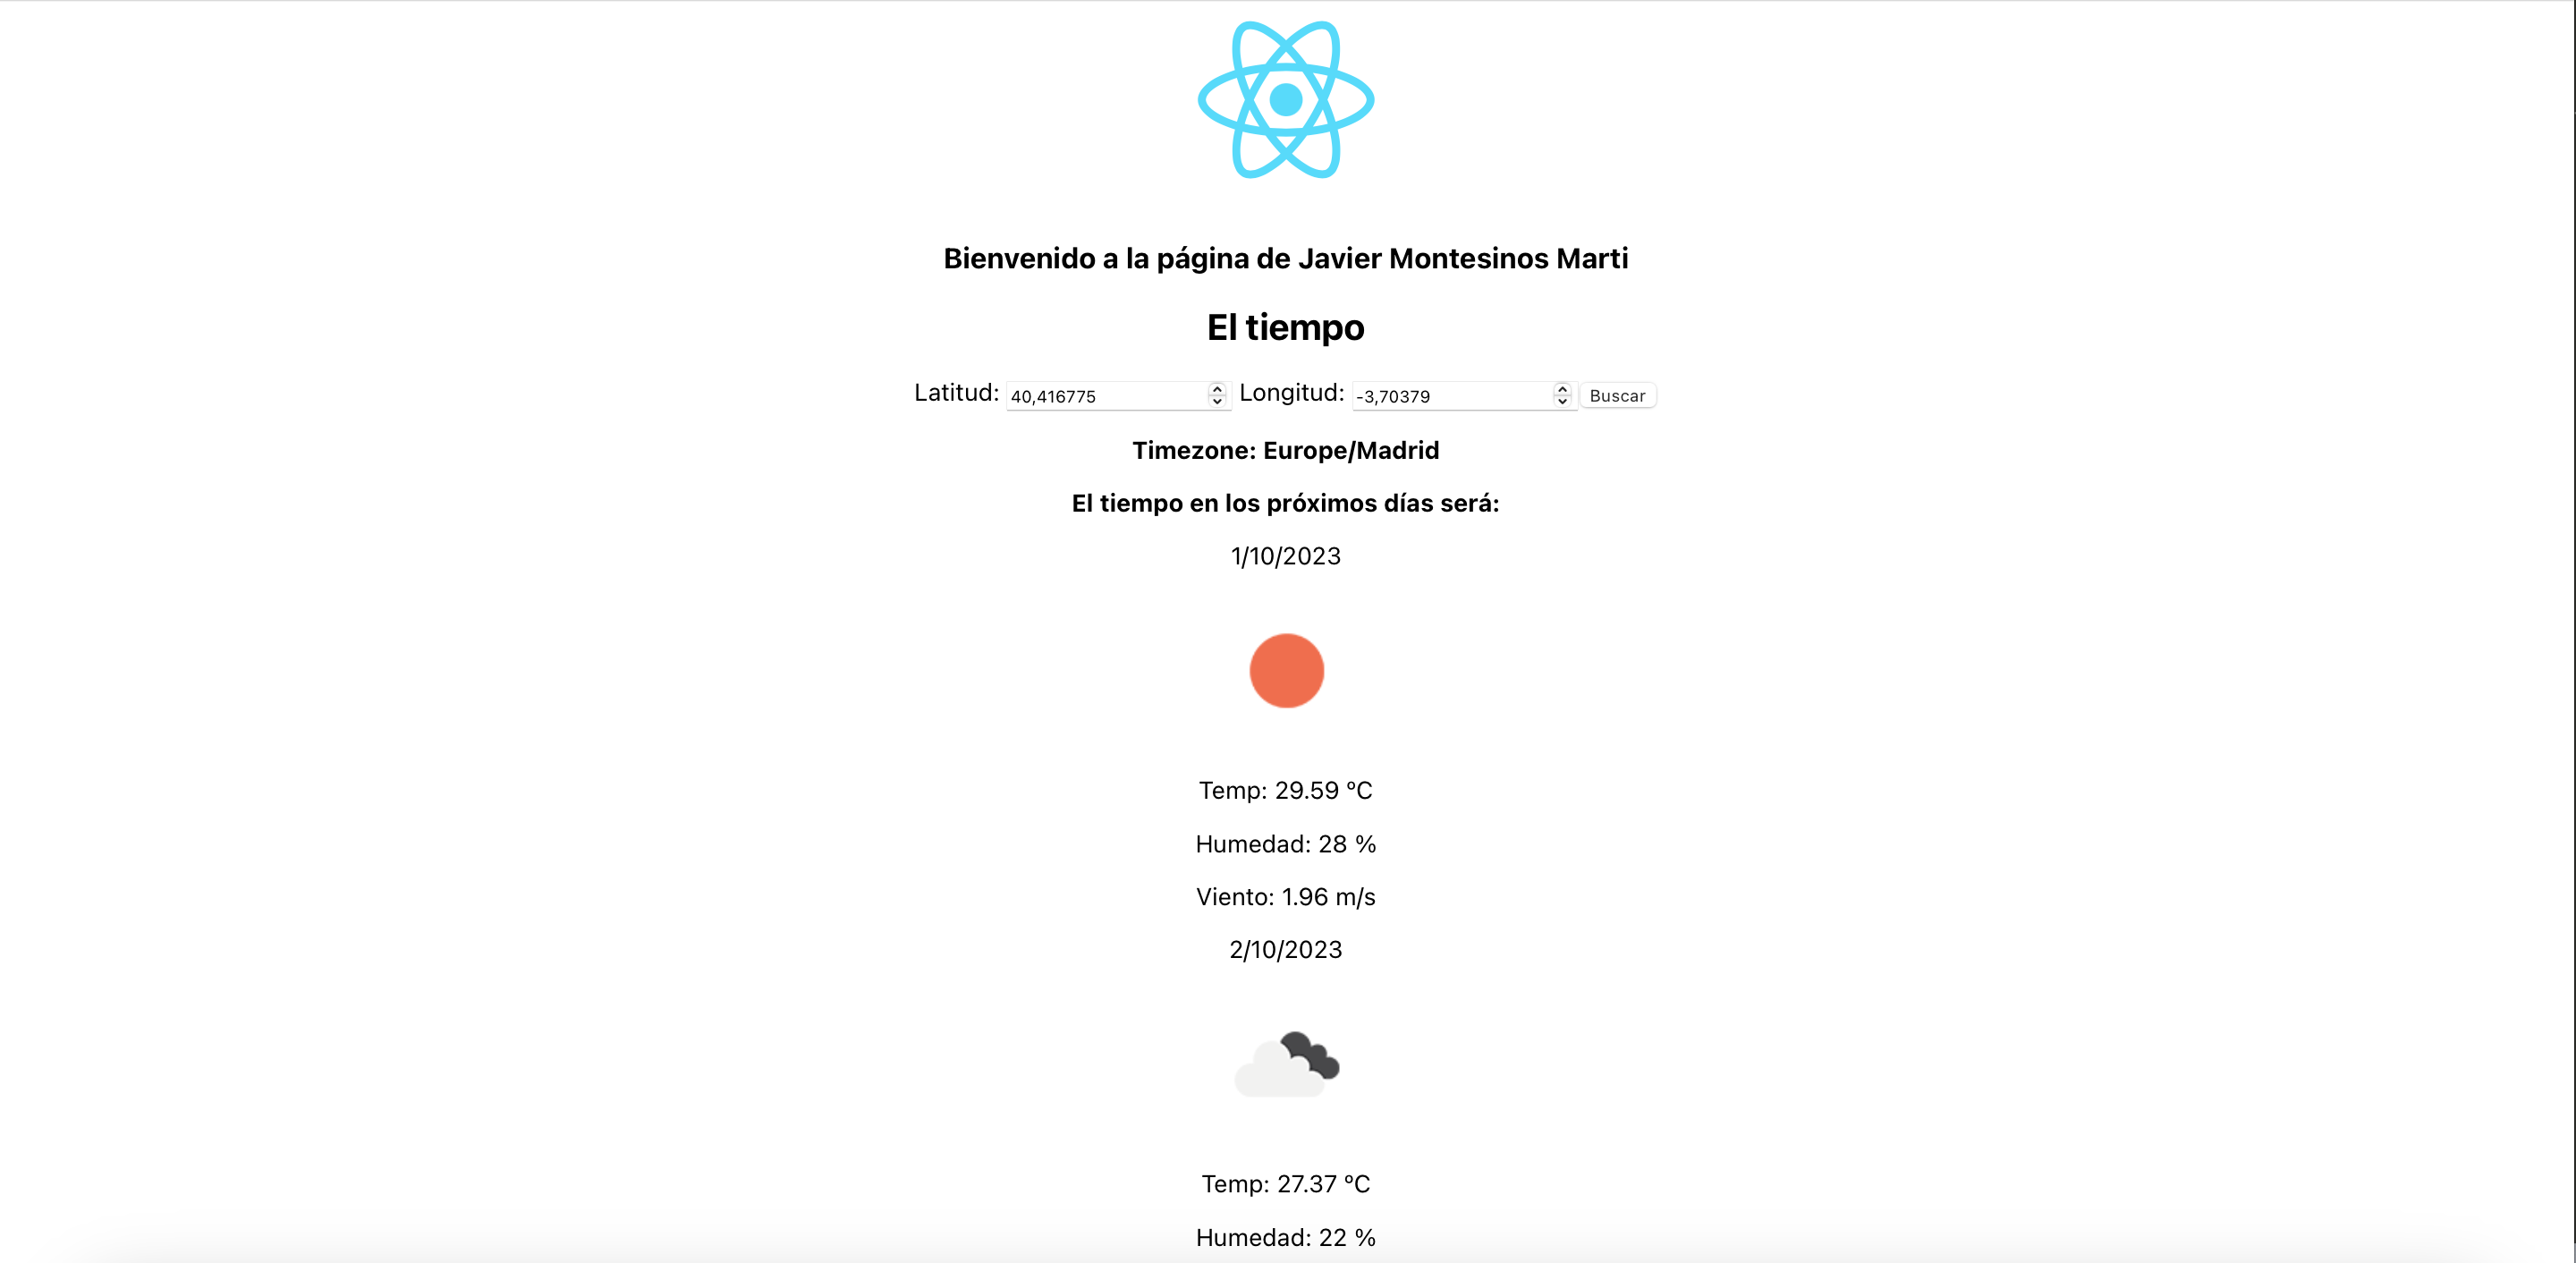 Bienvenido a la página de Javier Montesinos Marti
El tiempo
Latitud: 40,416775 Longitud: -3,70379 Buscar
Timezone: Europe/Madrid
El tiempo en los próximos días será:
1/10/2023
Temp: 29.59 ºC
Humedad: 28 %
Viento: 1.96 m/s
2/10/2023
Temp: 27.37 ºC
Humedad: 22 %